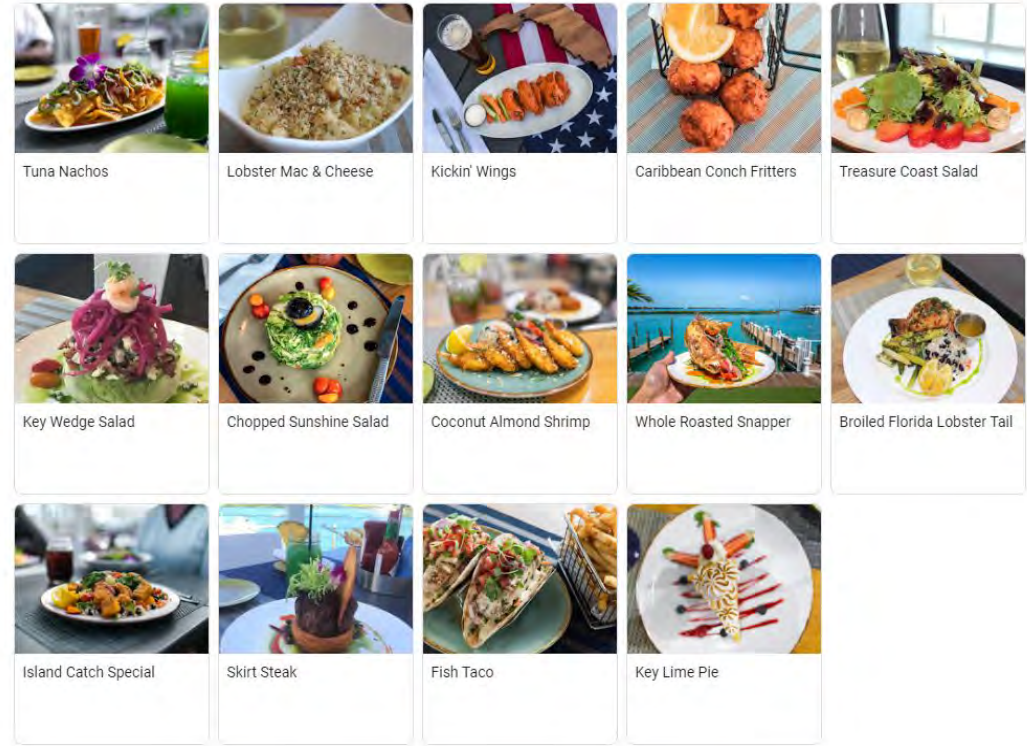 Tuna Nachos
Lobster Mac & Cheese
Kickin' Wings
Caribbean Conch Fritters
Treasure Coast Salad
Key Wedge Salad
Chopped Sunshine Salad
Coconut Almond Shrimp
Whole Roasted Snapper
Broiled Florida Lobster Tail
Island Catch Special
Skirt Steak
Fish Taco
Key Lime Pie